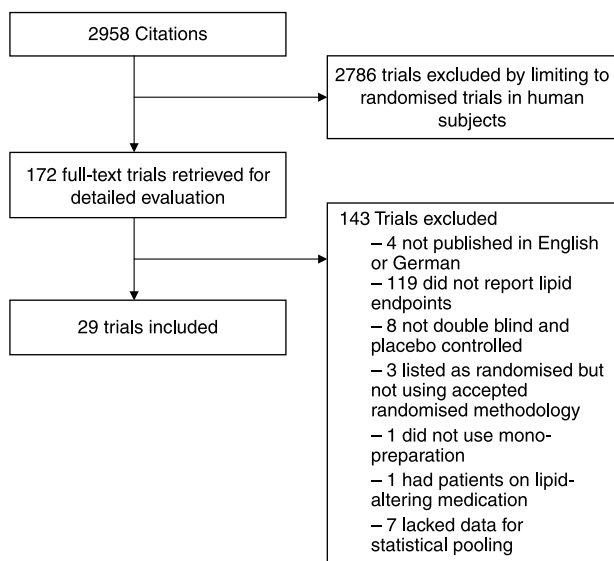 2958 Citations
2786 trials excluded by limiting to
randomised trials in human
subjects
172 full-text trials retrieved for
detailed evaluation
143 Trials excluded
– 4 not published in English
or German
– 119 did not report lipid
endpoints
– 8 not double blind and
placebo controlled
– 3 listed as randomised but
not using accepted
randomised methodology
– 1 did not use mono-
preparation
– 1 had patients on lipid-
altering medication
– 7 lacked data for
statistical pooling
29 trials included